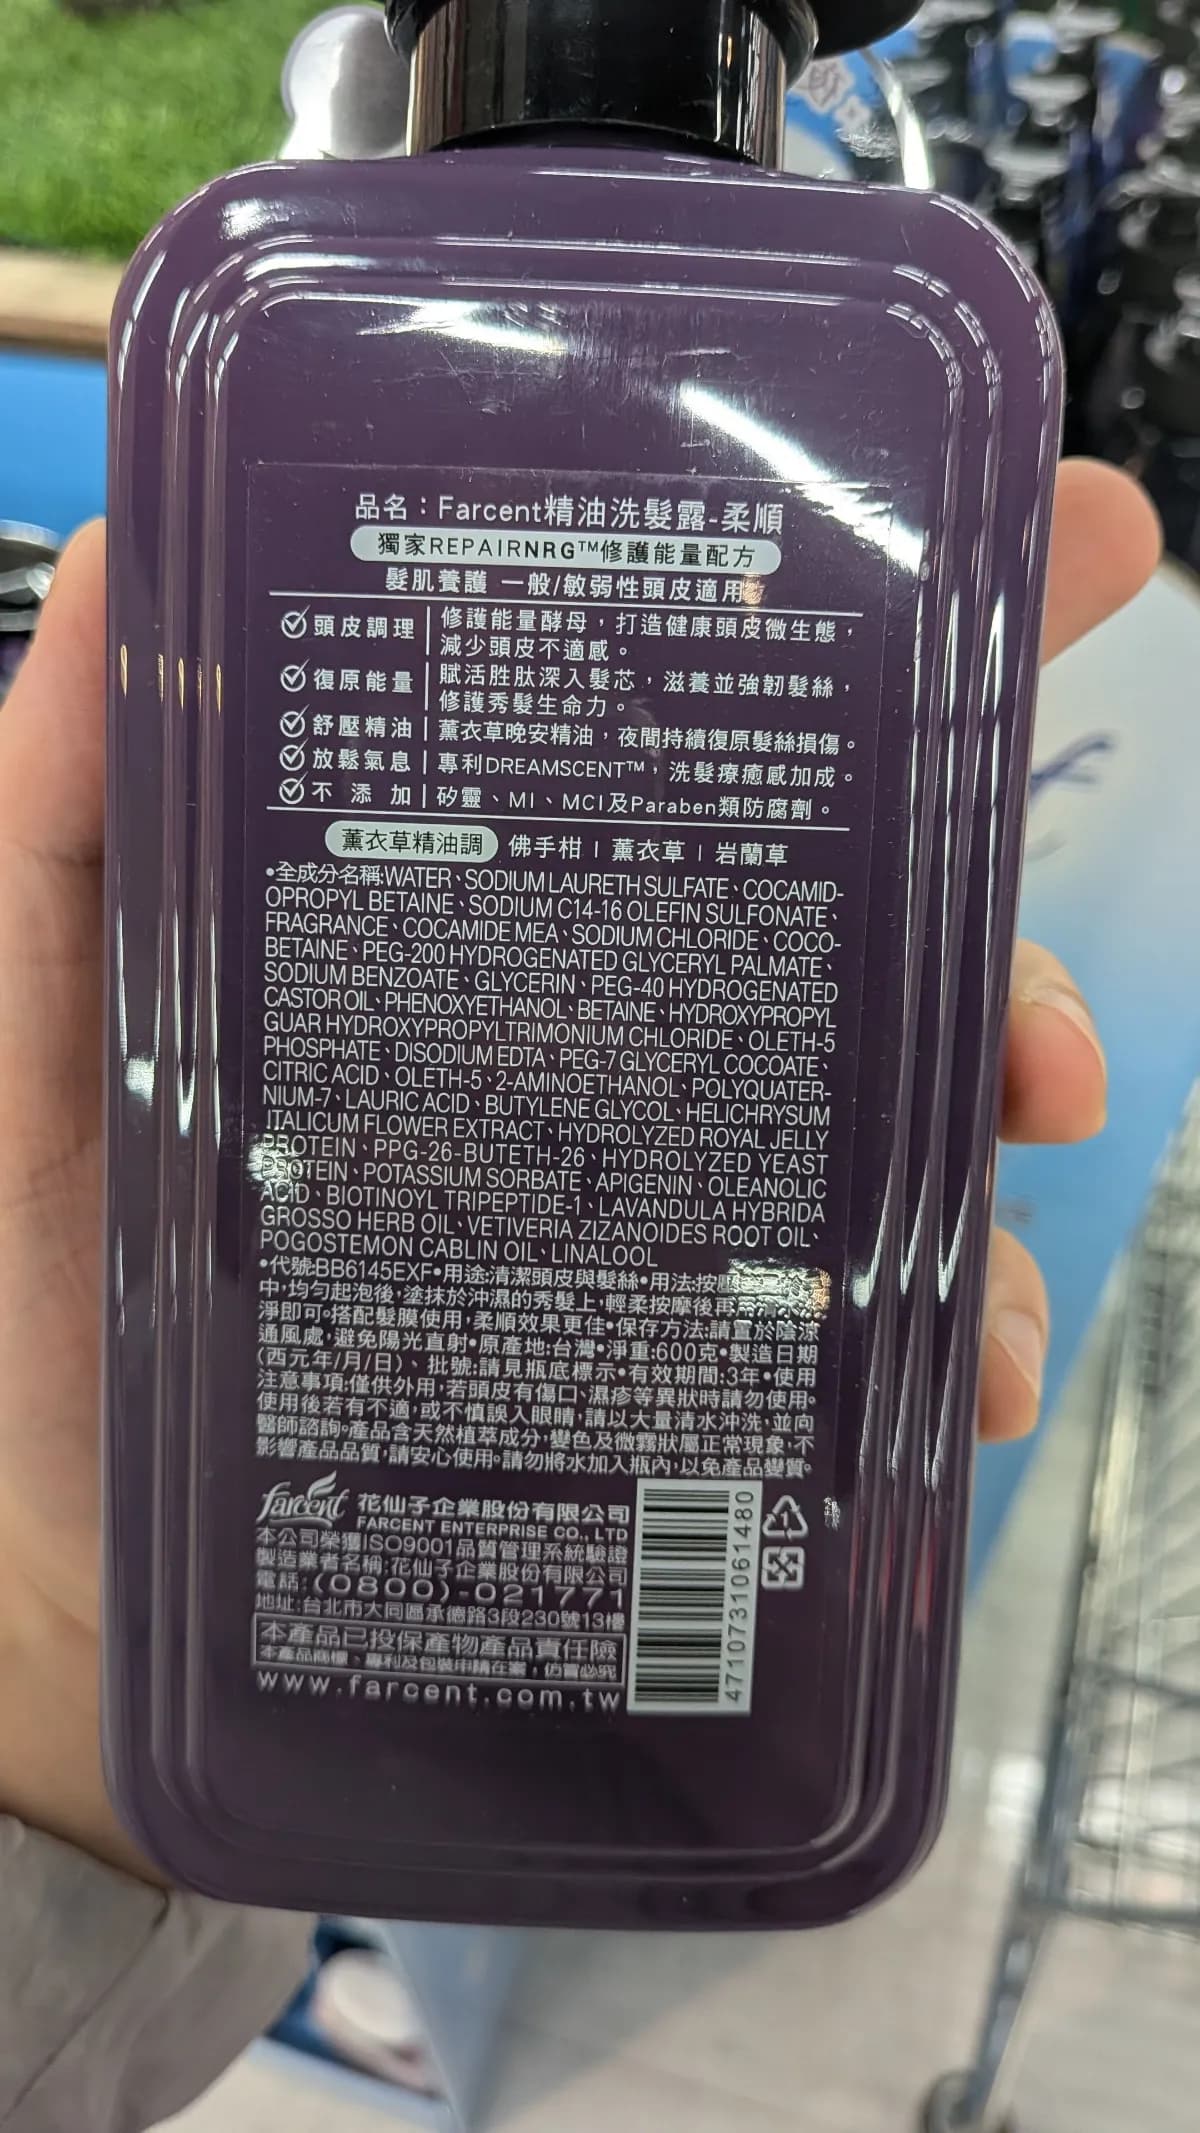 品名：Farcent精油洗髮露-柔順
獨家REPAIRNRG™修護能量配方
髮肌養護 一般/敏弱性頭皮適用
頭皮調理 | 修護能量酵母，打造健康頭皮微生態，
減少頭皮不適感。
復原能量 | 賦活胜肽深入髮芯，滋養並強韌髮絲，
修護秀髮生命力。
舒壓精油 | 薰衣草晚安精油，夜間持續復原髮絲損傷。
放鬆氣息 | 專利DREAMSCENT™，洗髮療癒感加成。
不添加 | 矽靈、MI、MCI及Paraben類防腐劑。
薰衣草精油調 佛手柑 | 薰衣草 | 岩蘭草
•全成分名稱:WATER、SODIUM LAURETH SULFATE、COCAMID-
OPROPYL BETAINE、SODIUM C14-16 OLEFIN SULFONATE、
FRAGRANCE、COCAMIDE MEA、SODIUM CHLORIDE、COCO-
BETAINE、PEG-200 HYDROGENATED GLYCERYL PALMATE、
SODIUM BENZOATE、GLYCERIN、PEG-40 HYDROGENATED
CASTOR OIL、PHENOXYETHANOL、BETAINE、HYDROXYPROPYL
GUAR HYDROXYPROPYLTRIMONIUM CHLORIDE、OLETH-5
PHOSPHATE、DISODIUM EDTA、PEG-7 GLYCERYL COCOATE、
CITRIC ACID、OLETH-5、2-AMINOETHANOL、POLYQUATER-
NIUM-7、LAURIC ACID、BUTYLENE GLYCOL、HELICHRYSUM
ITALICUM FLOWER EXTRACT、HYDROLYZED ROYAL JELLY
PROTEIN、PPG-26-BUTETH-26、HYDROLYZED YEAST
PROTEIN、POTASSIUM SORBATE、APIGENIN、OLEANOLIC
ACID、BIOTINOYL TRIPEPTIDE-1、LAVANDULA HYBRIDA
GROSSO HERB OIL、VETIVERIA ZIZANOIDES ROOT OIL、
POGOSTEMON CABLIN OIL、LINALOOL
•代號:BB6145EXF•用途:清潔頭皮與髮絲•用法:按壓
中,均勻起泡後,塗抹於沖濕的秀髮上,輕柔按摩後再
淨即可。搭配髮膜使用,柔順效果更佳•保存方法:請置於陰涼
通風處,避免陽光直射•原產地:台灣•淨重:600克•製造日期
(西元年/月/日)、批號:請見瓶底標示•有效期間:3年•使用
注意事項:僅供外用,若頭皮有傷口、濕疹等異狀時請勿使用。
使用後若有不適,或不慎誤入眼睛,請以大量清水沖洗,並向
醫師諮詢。產品含天然植萃成分,變色及微霧狀屬正常現象,不
影響產品品質,請安心使用。請勿將水加入瓶內,以免產品變質。
farcent 花仙子企業股份有限公司
FARCENT ENTERPRISE CO., LTD
本公司榮獲ISO9001品質管理系統驗證
製造業者名稱:花仙子企業股份有限公司
電話:(0800)-021771
地址:台北市大同區承德路3段230號13樓
本產品已投保產物產品責任險
本產品商標、專利及包裝申請在案，仿冒必究
www.farcent.com.tw
4710731061480
1